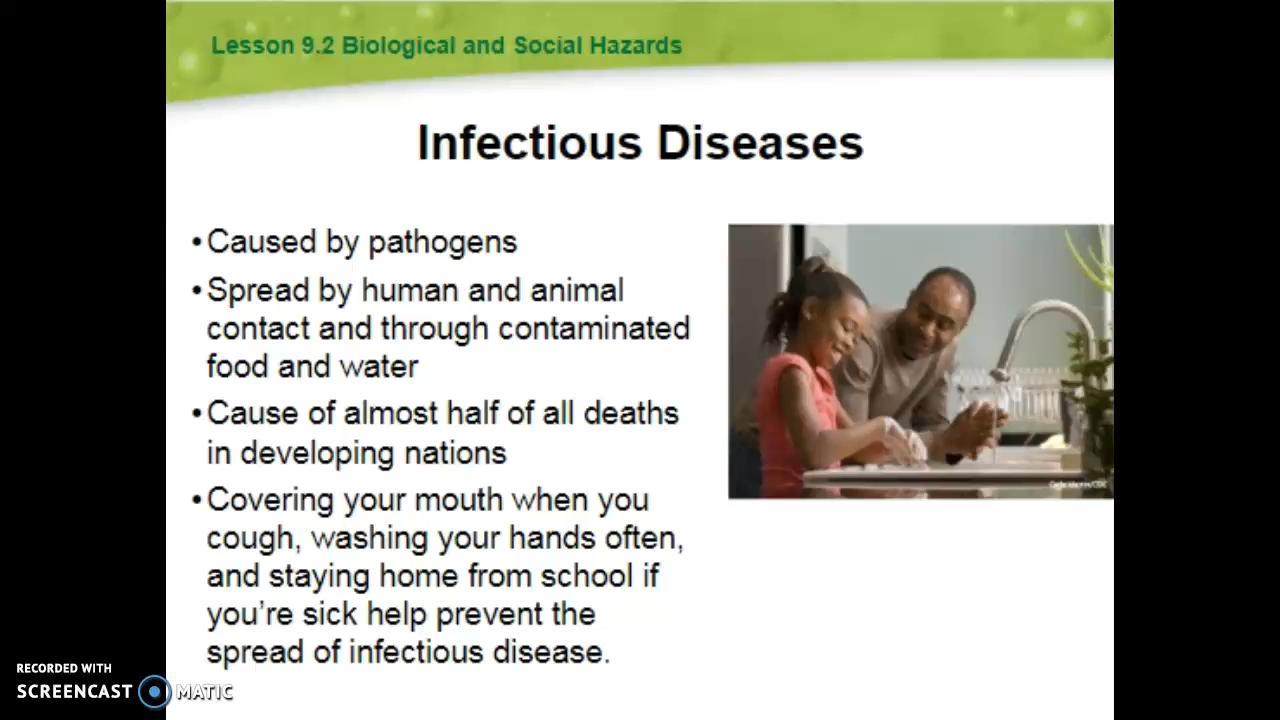 Lesson 9.2 Biological and Social Hazards
Infectious Diseases
•Caused by pathogens
•Spread by human and animal
contact and through contaminated
food and water
•Cause of almost half of all deaths
in developing nations
•Covering your mouth when you
cough, washing your hands often,
and staying home from school if
you’re sick help prevent the
spread of infectious disease.
RECORDED WITH
SCREENCAST MATIC